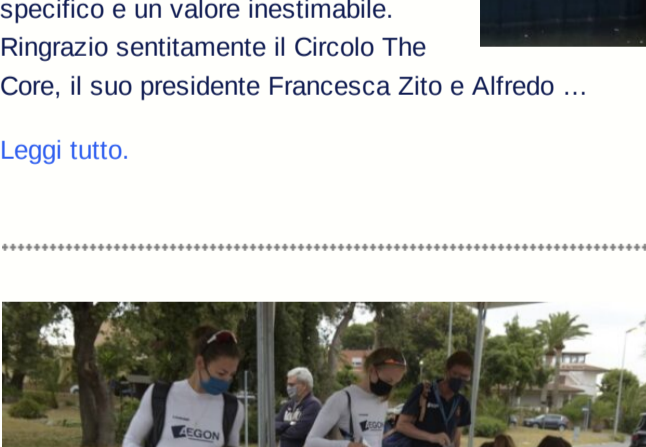 specifico e un valore inestimabile.
Ringrazio sentitamente il Circolo The
Core, il suo presidente Francesca Zito e Alfredo …
Leggi tutto.
AEGON
AEGON